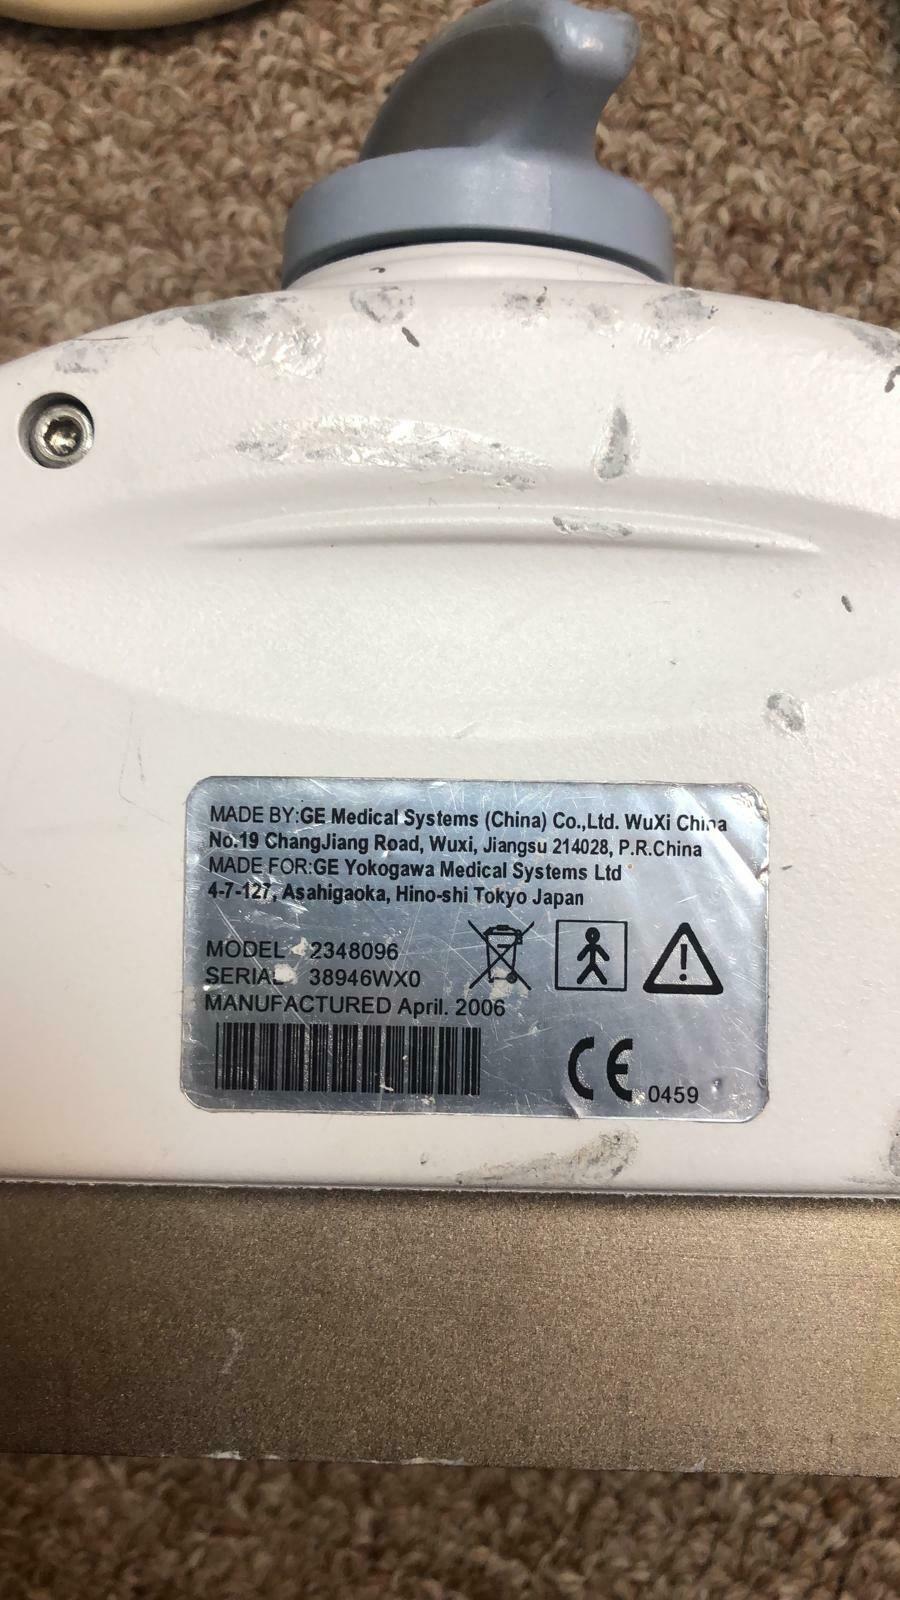 MADE BY:GE Medical Systems (China) Co.,Ltd. WuXi China
No.19 ChangJiang Road, Wuxi, Jiangsu 214028, P.R.China
MADE FOR:GE Yokogawa Medical Systems Ltd
4-7-127, Asahigaoka, Hino-shi Tokyo Japan
MODEL 2348096
SERIAL 38946WX0
MANUFACTURED April. 2006
CE 0459